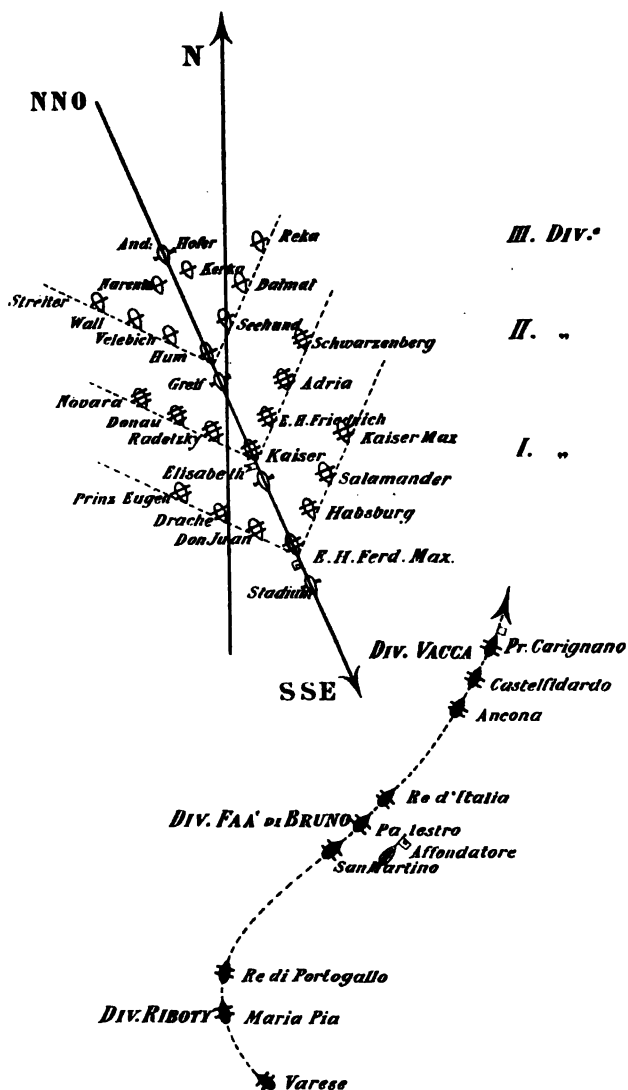 N
NNO
III. DIV.e
And: Hofer
Reka
Kerka
Narenta
Dalmat
Streiter
Wall
Velebich
Hum
Seehund
Schwarzenberg
II. „
Greif
Adria
Novara
Donau
Radetzky
E.H.Friedrich
Kaiser Max
I. „
Kaiser
Elisabeth
Salamander
Prinz Eugen
Drache
Don Juan
Habsburg
E.H.Ferd.Max.
Stadium
SSE
DIV. VACCA
Pr. Carignano
Castelfidardo
Ancona
Re d'Italia
DIV. FAA' DI BRUNO
Palestro
Affondatore
San Martino
Re di Portogallo
DIV. RIBOTY
Maria Pia
Varese